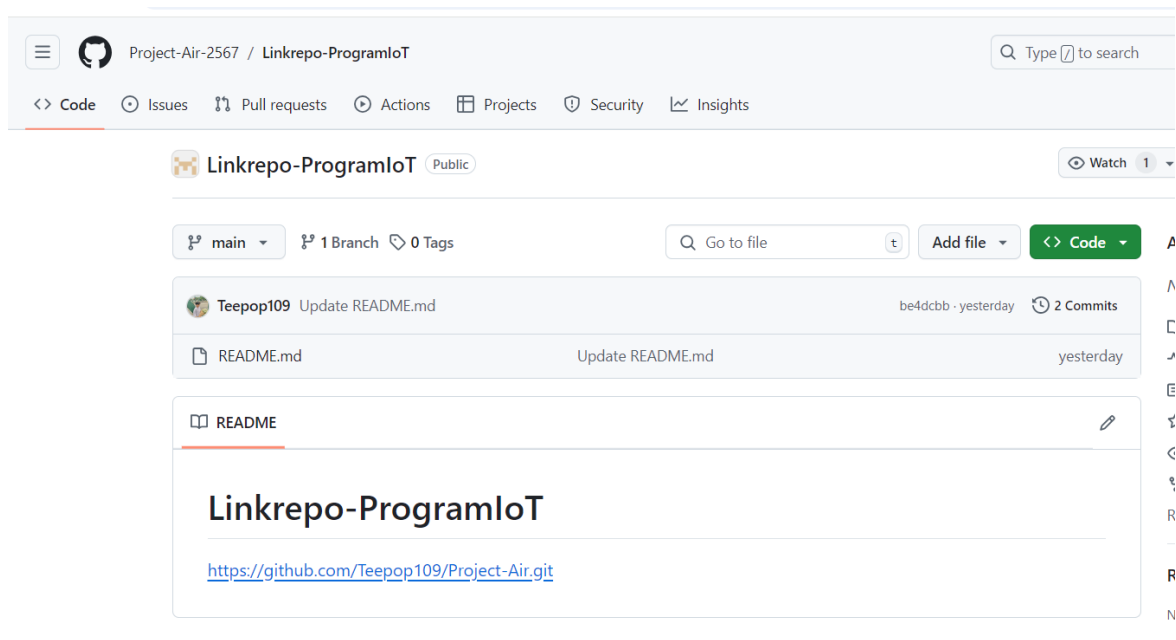 Project-Air-2567 / Linkrepo-ProgramIoT
Type / to search
Code Issues Pull requests Actions Projects Security Insights
Linkrepo-ProgramIoT Public
Watch 1
main 1 Branch 0 Tags
Go to file t Add file Code
Teepop109 Update README.md be4dcbb · yesterday 2 Commits
README.md Update README.md yesterday
README
Linkrepo-ProgramIoT
https://github.com/Teepop109/Project-Air.git